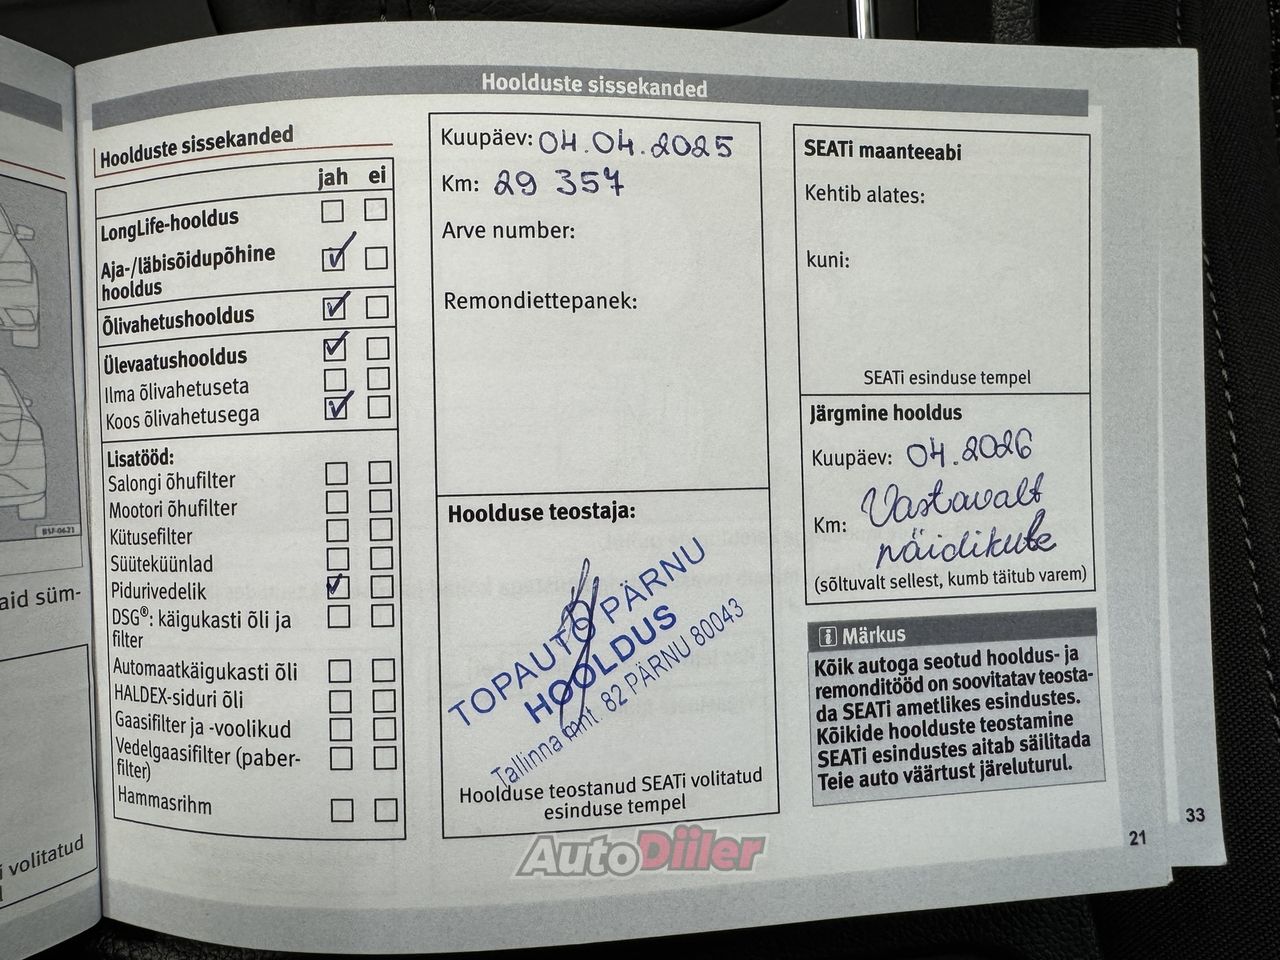 Hoolduste sissekanded
Hoolduste sissekanded
jah ei
LongLife-hooldus
Aja-/läbisõidupõhine
hooldus
Õlivahetushooldus
Ülevaatushooldus
Ilma õlivahetuseta
Koos õlivahetusega
Lisatööd:
Salongi õhufilter
Mootori õhufilter
Kütusefilter
Süüteküünlad
Pidurivedelik
DSG®: käigukasti õli ja
filter
Automaatkäigukasti õli
HALDEX-siduri õli
Gaasifilter ja -voolikud
Vedelgaasifilter (paber-
filter)
Hammasrihm
Kuupäev: 04.04.2025
Km: 29 357
Arve number:
Remondiettepanek:
Hoolduse teostaja:
TOPAUTO PÄRNU
HOOLDUS
Tallinna mnt. 82 PÄRNU 80043
Hoolduse teostanud SEATi volitatud
esinduse tempel
SEATi maanteeabi
Kehtib alates:
kuni:
SEATi esinduse tempel
Järgmine hooldus
Kuupäev: 04.2026
Km: Vastavalt
näidikule
(sõltuvalt sellest, kumb täitub varem)
i Märkus
Kõik autoga seotud hooldus- ja
remonditööd on soovitatav teosta-
da SEATi ametlikes esindustes.
Kõikide hoolduste teostamine
SEATi esindustes aitab säilitada
Teie auto väärtust järeluturul.
21
33
BSF-0621
aid süm-
i volitatud
AutoDiiler